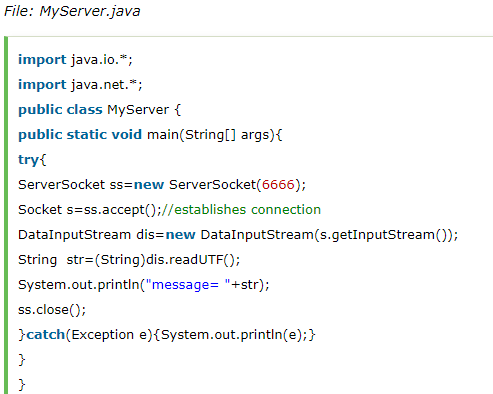 File: MyServer.java
import java.io.*;
import java.net.*;
public class MyServer {
public static void main(String[] args){
try{
ServerSocket ss=new ServerSocket(6666);
Socket s=ss.accept();//establishes connection
DataInputStream dis=new DataInputStream(s.getInputStream());
String  str=(String)dis.readUTF();
System.out.println("message= "+str);
ss.close();
}catch(Exception e){System.out.println(e);}
}
}